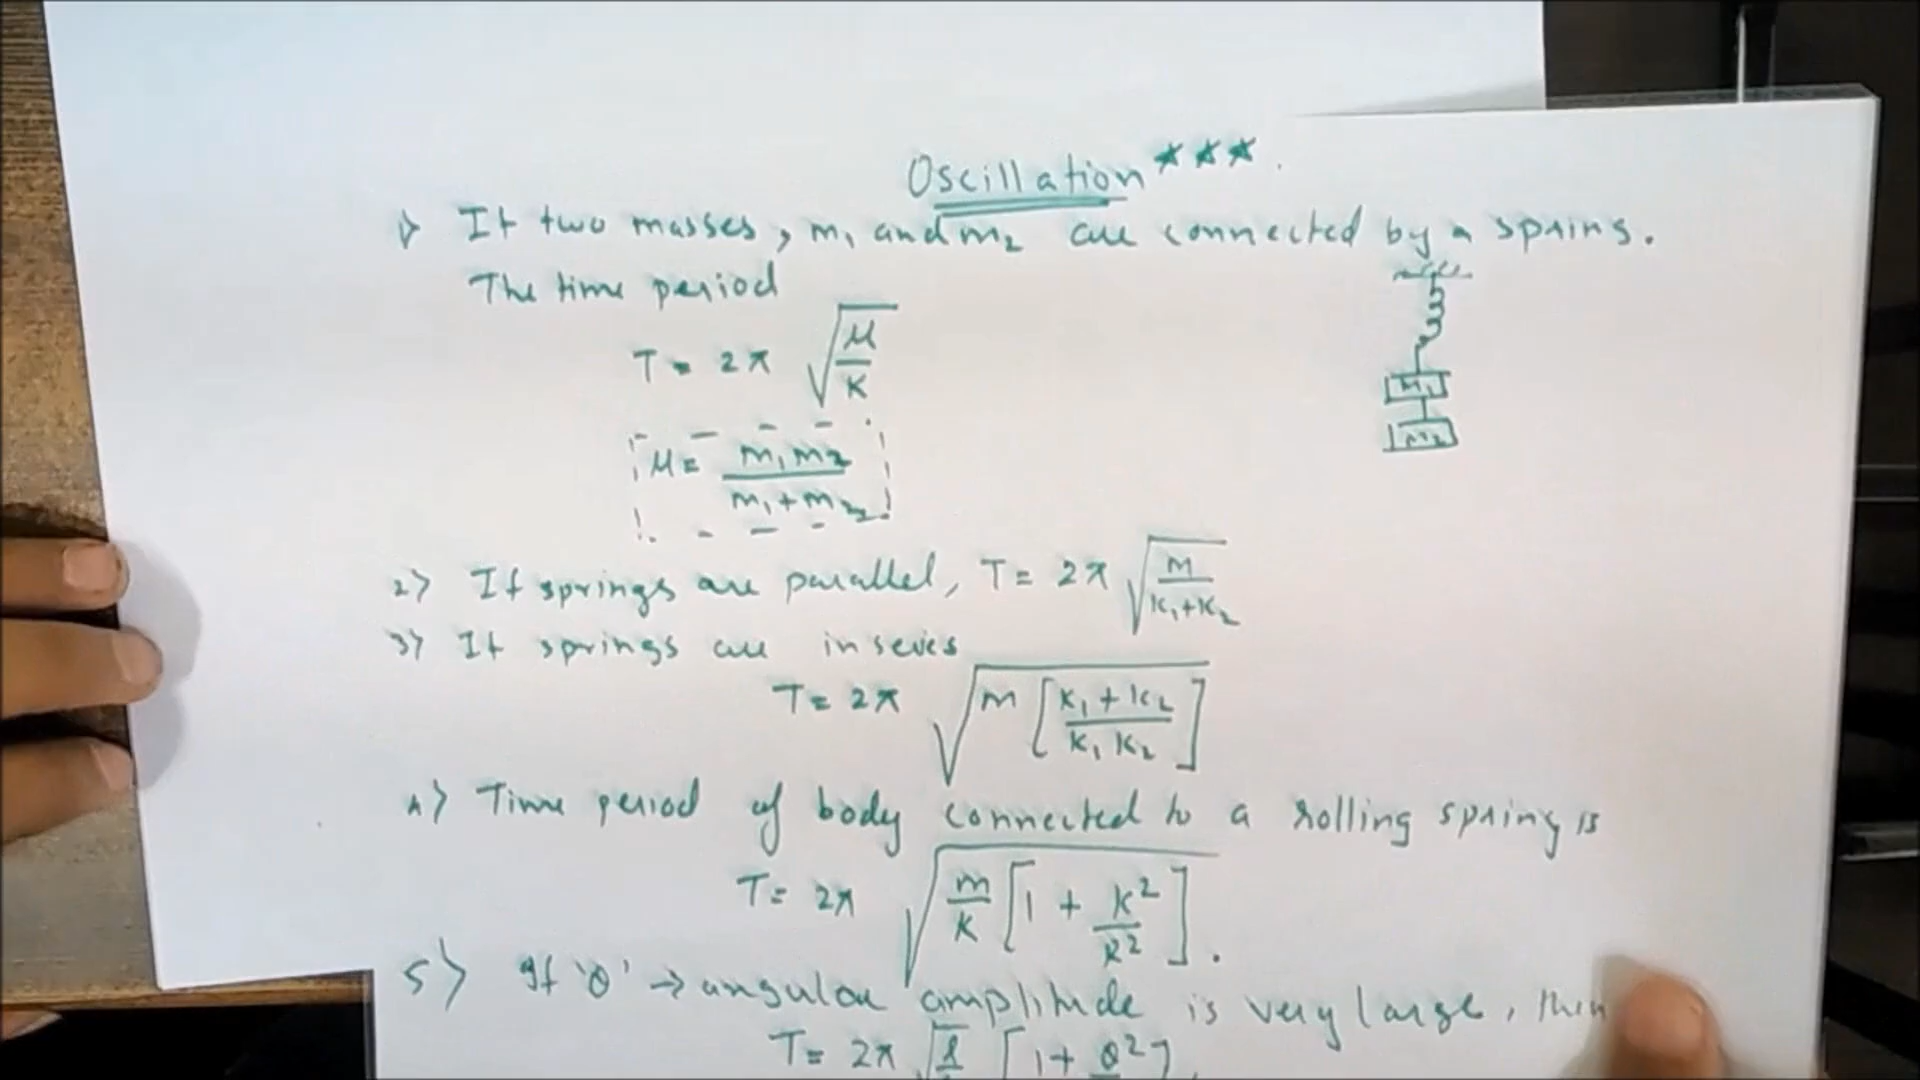 Oscillation ***
1) If two masses, m₁ and m₂ are connected by a spring.
The time period
T = 2π √(μ/K)
m₁
m₂
μ = m₁m₂/(m₁+m₂)
2) If springs are parallel, T = 2π √(m/(K₁+K₂))
3) If springs are in series
T = 2π √(m[(K₁+K₂)/(K₁K₂)])
4) Time period of body connected to a rolling spring is
T = 2π √(m/K [1 + K²/R²]).
5) If 'θ' → angular amplitude is very large, then
T = 2π √l [1 + θ²]